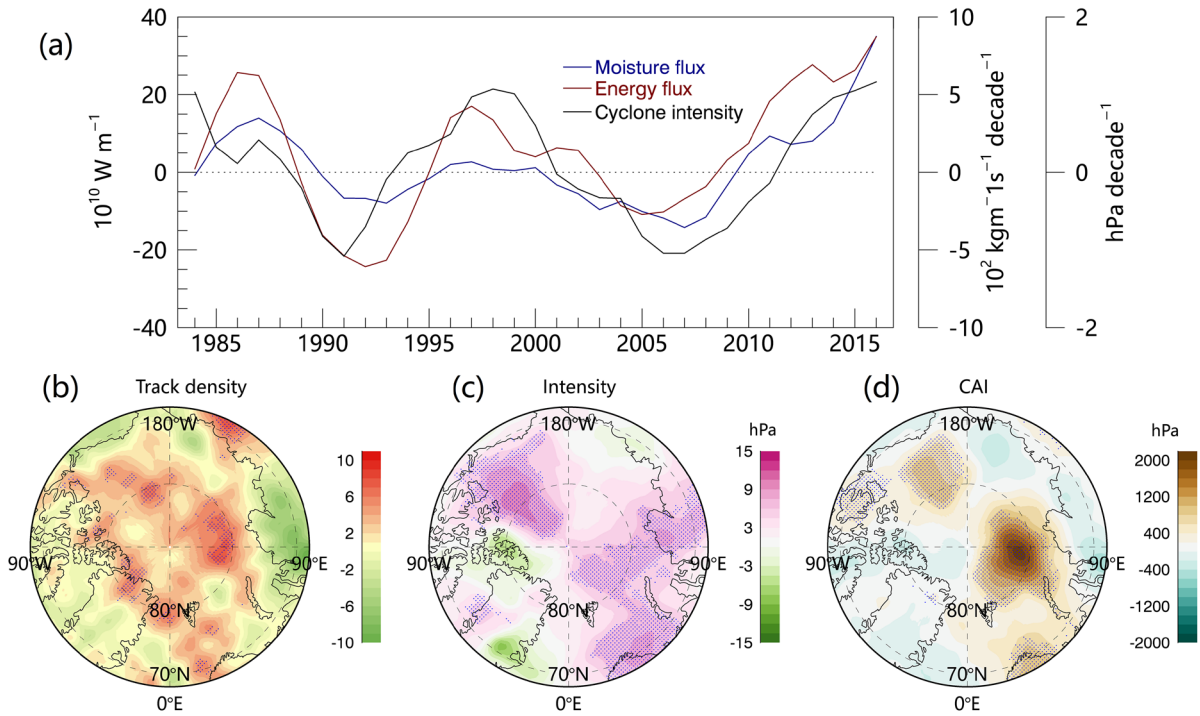 (a)
40
20
0
-20
-40
10¹⁰ W m⁻¹
Moisture flux
Energy flux
Cyclone intensity
1985 1990 1995 2000 2005 2010 2015
10
5
0
-5
-10
10² kgm⁻1s⁻¹ decade⁻¹
2
0
-2
hPa decade⁻¹
(b) Track density
180°W
90°W
90°E
80°N
70°N
0°E
10
6
2
-2
-6
-10
(c) Intensity
180°W
90°W
90°E
80°N
70°N
0°E
hPa
15
9
3
-3
-9
-15
(d) CAI
180°W
90°W
90°E
80°N
70°N
0°E
hPa
2000
1200
400
-400
-1200
-2000